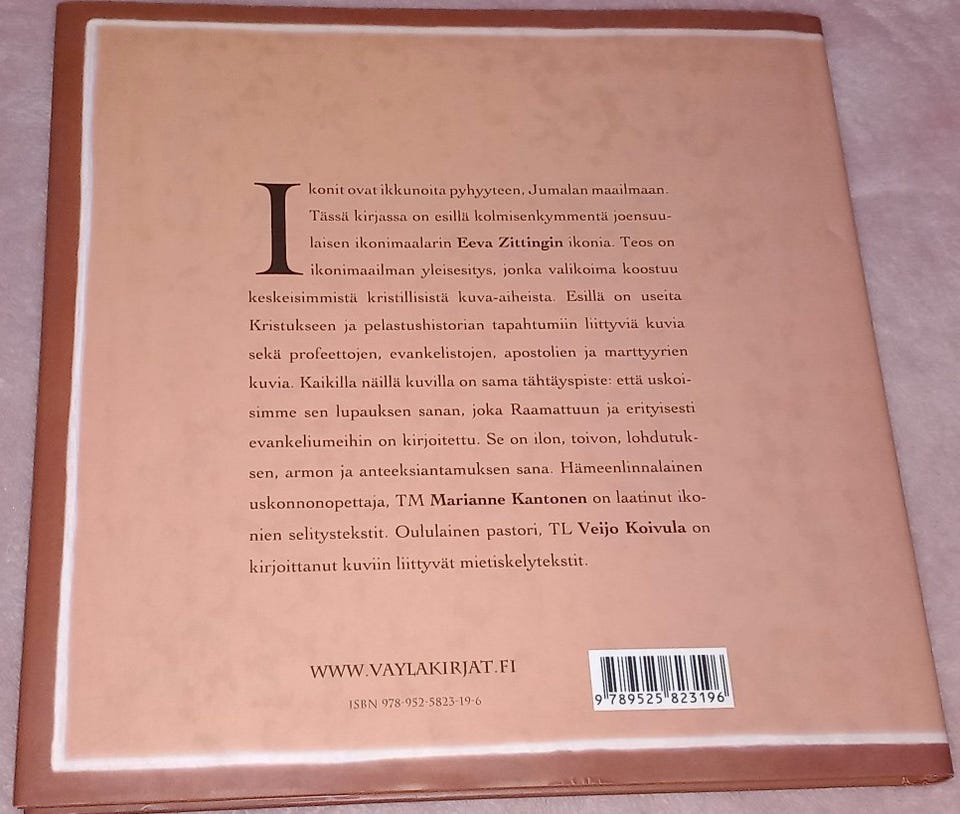 Ikonit ovat ikkunoita pyhyyteen, Jumalan maailmaan.
Tässä kirjassa on esillä kolmisenkymmentä joensuu-
laisen ikonimaalarin Eeva Zittingin ikonia. Teos on
ikonimaailman yleisesitys, jonka valikoima koostuu
keskeisimmistä kristillisistä kuva-aiheista. Esillä on useita
Kristukseen ja pelastushistorian tapahtumiin liittyviä kuvia
sekä profeettojen, evankelistojen, apostolien ja marttyyrien
kuvia. Kaikilla näillä kuvilla on sama tähtäyspiste: että uskoi-
simme sen lupauksen sanan, joka Raamattuun ja erityisesti
evankeliumeihin on kirjoitettu. Se on ilon, toivon, lohdutuk-
sen, armon ja anteeksiantamuksen sana. Hämeenlinnalainen
uskonnonopettaja, TM Marianne Kantonen on laatinut iko-
nien selitystekstit. Oululainen pastori, TL Veijo Koivula on
kirjoittanut kuviin liittyvät mietiskelytekstit.
WWW.VAYLAKIRJAT.FI
ISBN 978-952-5823-19-6
9 789525 823196